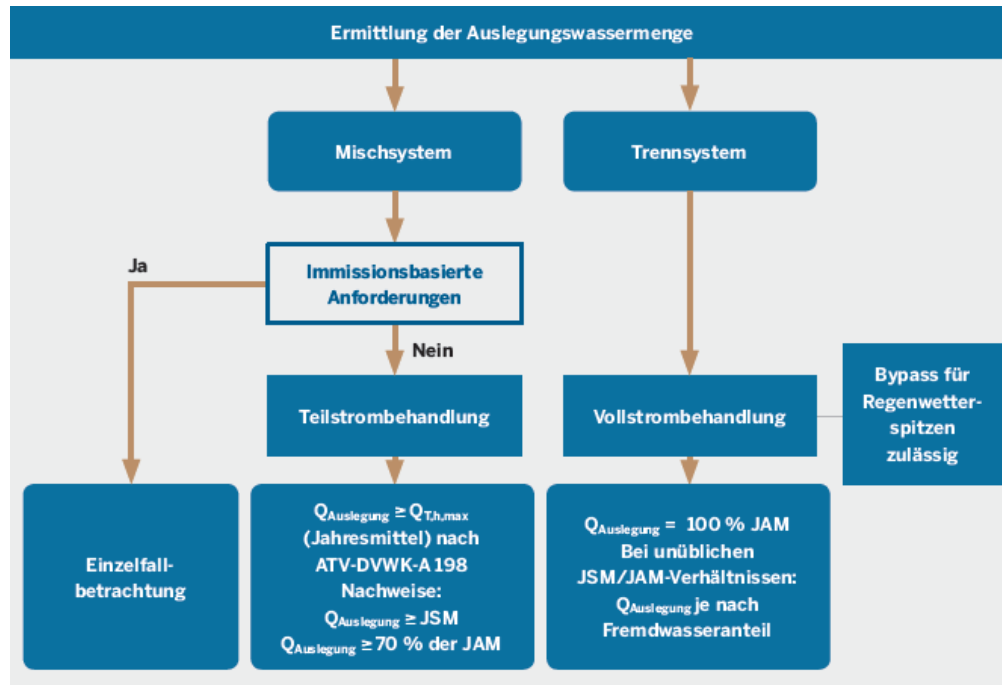 Ermittlung der Auslegungswassermenge
Mischsystem
Trennsystem
Ja
Immissionsbasierte
Anforderungen
Nein
Teilstrombehandlung
Vollstrombehandlung
Bypass für
Regenwetter-
spitzen
zulässig
Einzelfall-
betrachtung
QAuslegung ≥ QT,h,max
(Jahresmittel) nach
ATV-DVWK-A 198
Nachweise:
QAuslegung ≥ JSM
QAuslegung ≥ 70 % der JAM
QAuslegung = 100 % JAM
Bei unüblichen
JSM/JAM-Verhältnissen:
QAuslegung je nach
Fremdwasseranteil